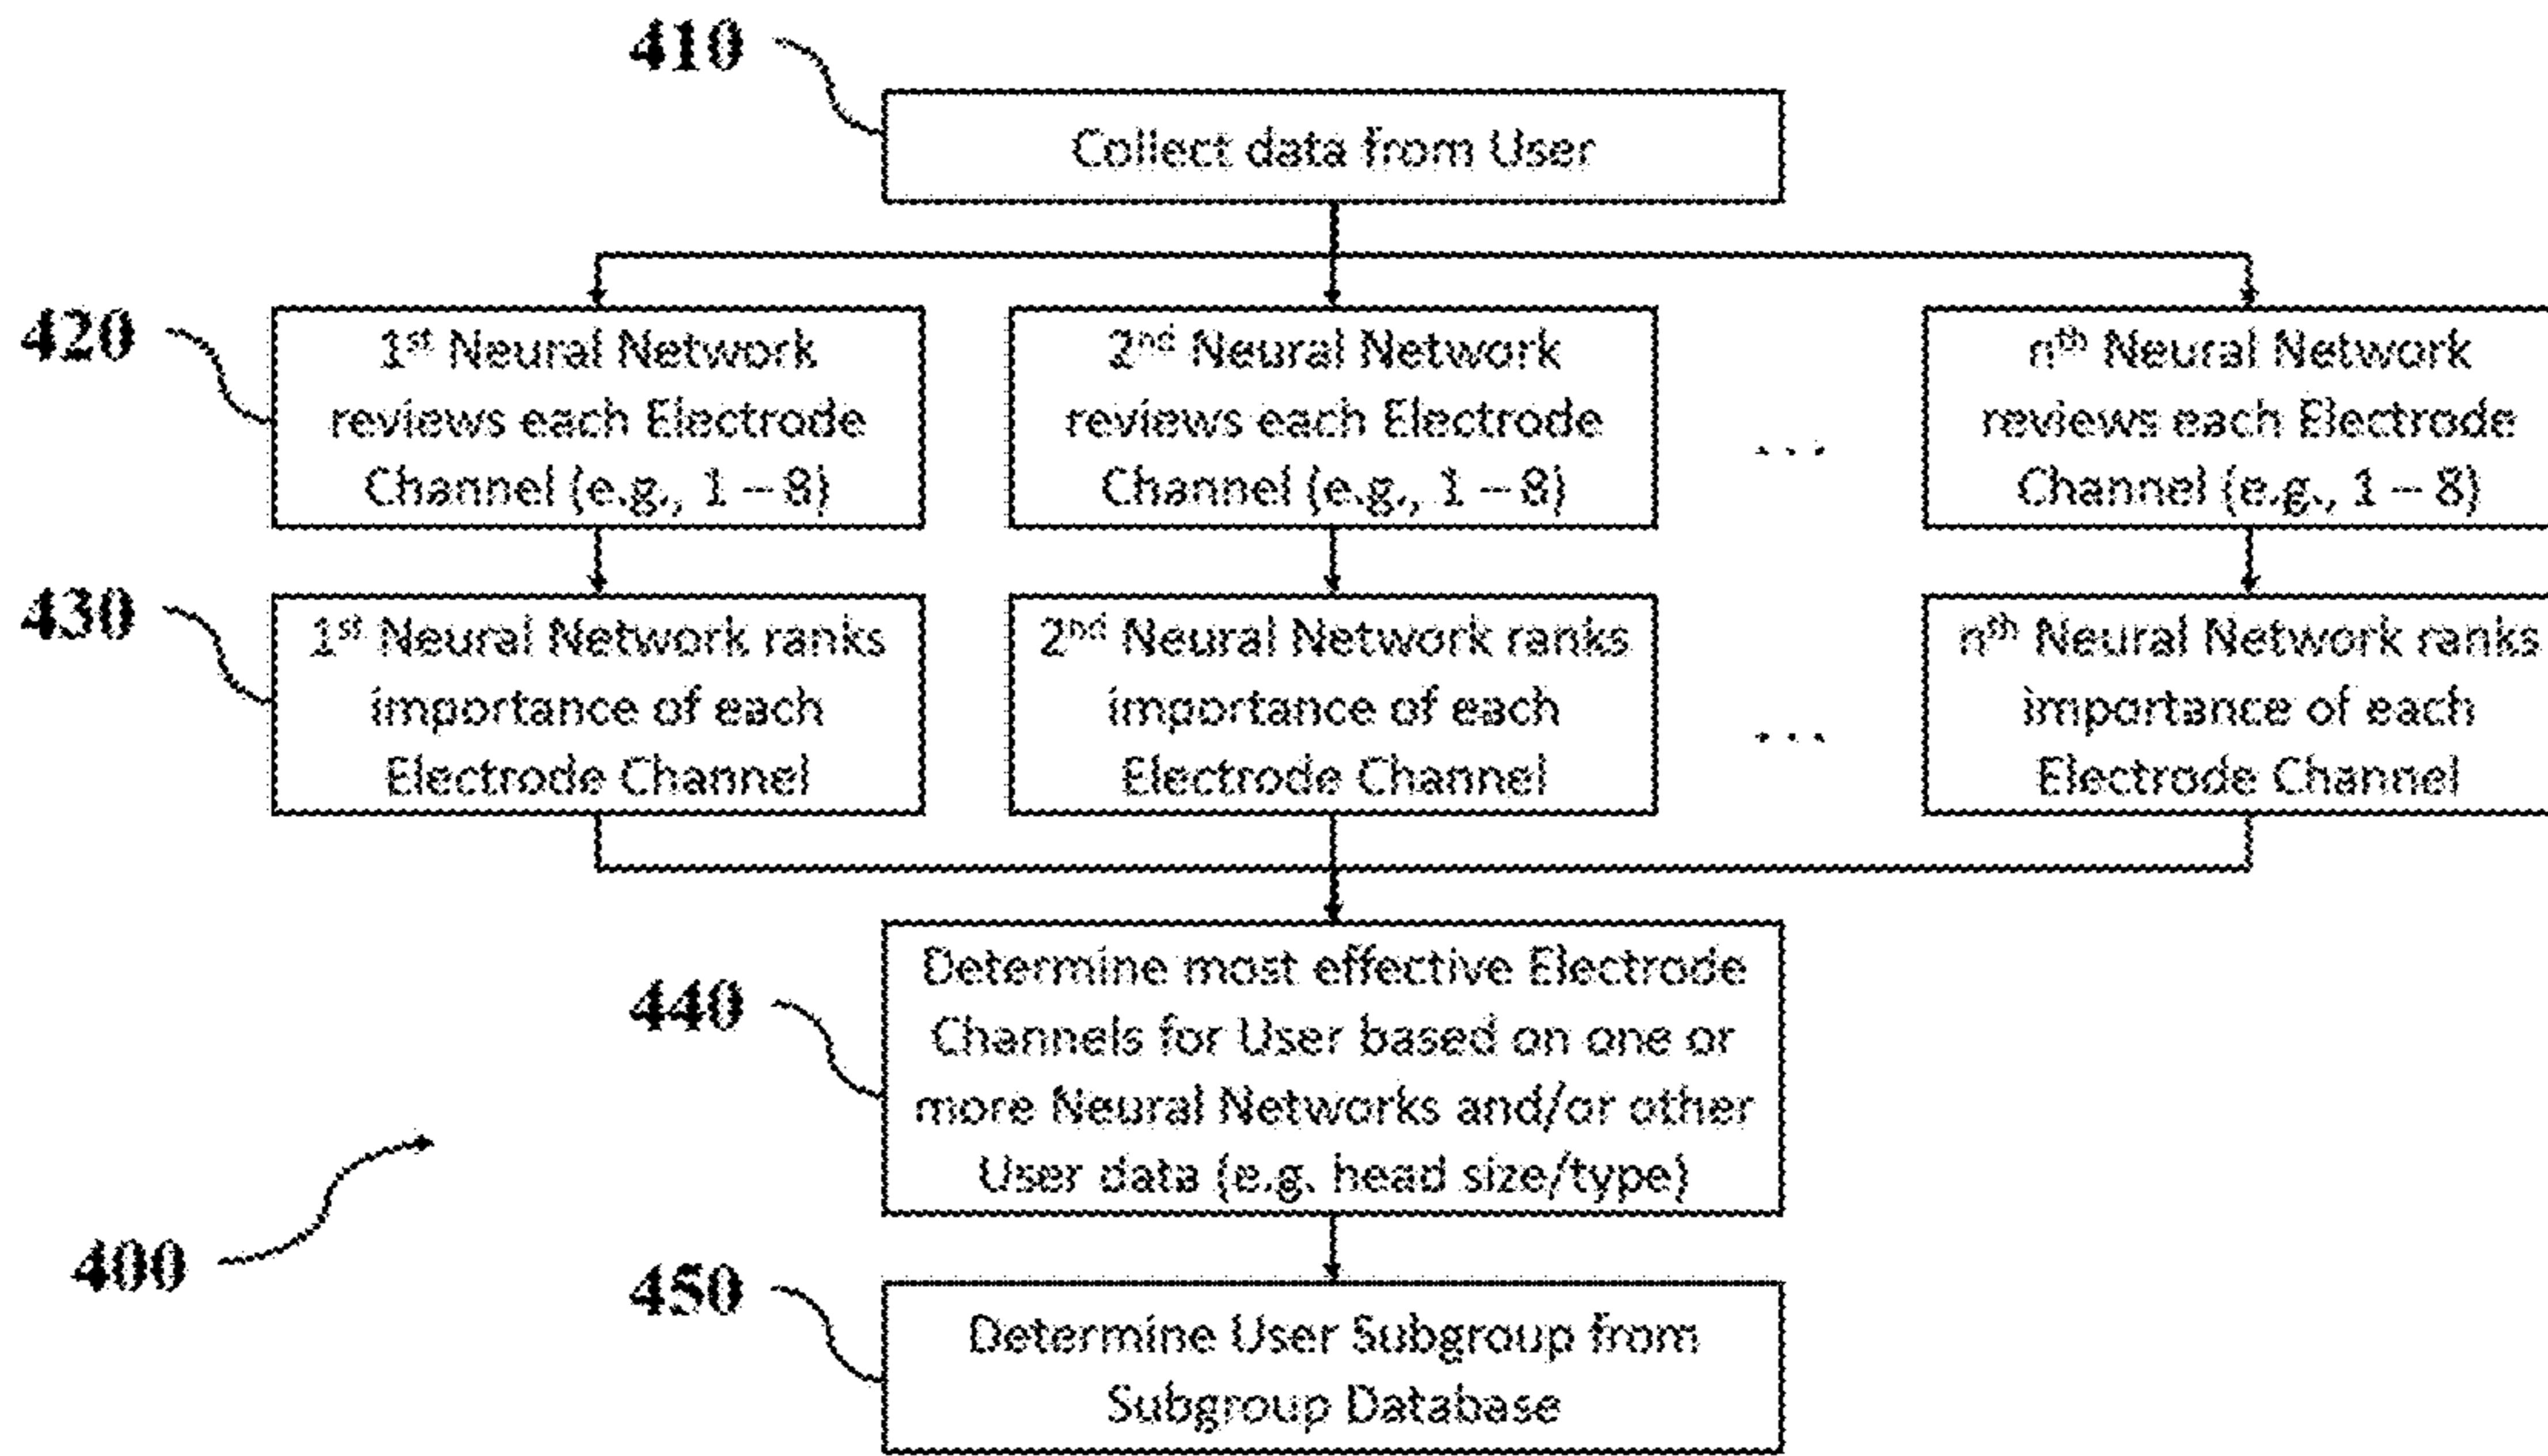 410
Collect data from User
420
1st Neural Network
reviews each Electrode
Channel (e.g., 1 – 8)
2nd Neural Network
reviews each Electrode
Channel (e.g., 1 – 8)
...
nth Neural Network
reviews each Electrode
Channel (e.g., 1 – 8)
430
1st Neural Network ranks
importance of each
Electrode Channel
2nd Neural Network ranks
importance of each
Electrode Channel
...
nth Neural Network ranks
importance of each
Electrode Channel
440
Determine most effective Electrode
Channels for User based on one or
more Neural Networks and/or other
User data (e.g. head size/type)
400
450
Determine User Subgroup from
Subgroup Database